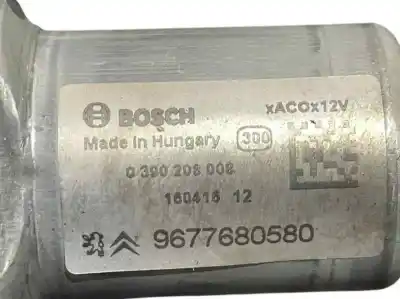 BOSCH
xACOx12V
Made in Hungary
300
0 390 208 008
160415 12
9677680580